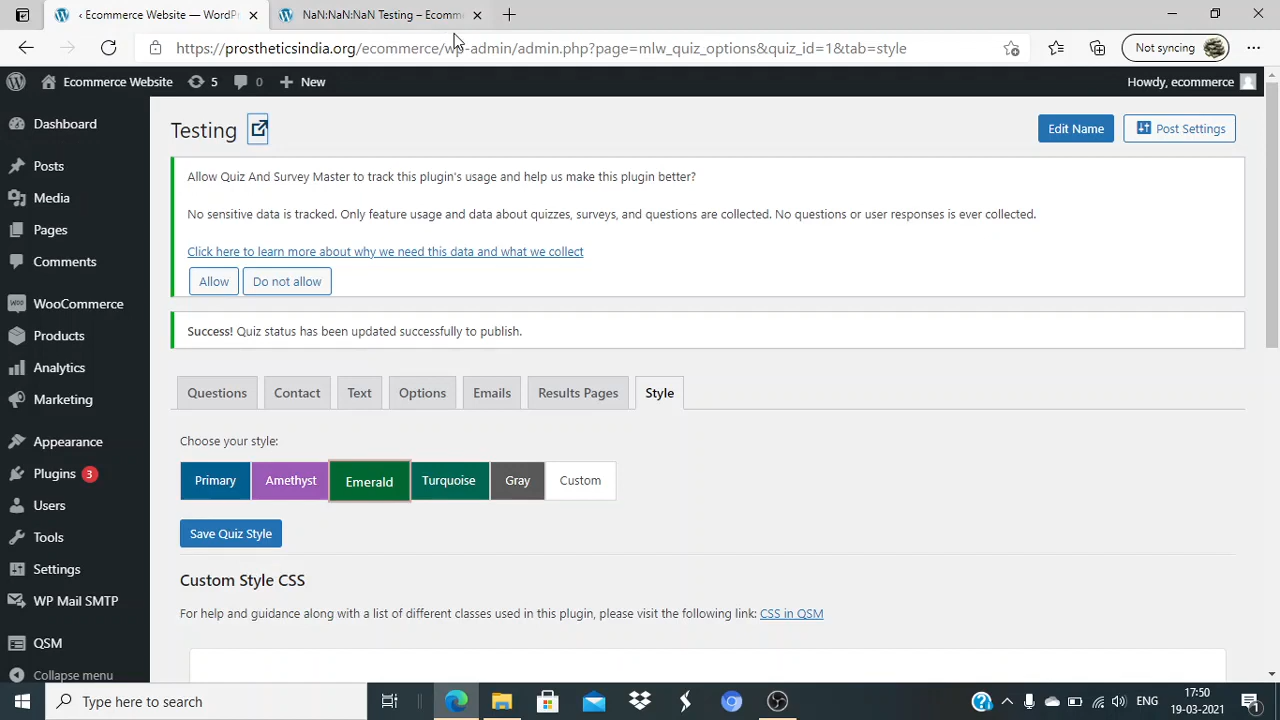 ‹ Ecommerce Website — WordPr
NaN:NaN:NaN Testing – Ecomm
https://prostheticsindia.org/ecommerce/wp-admin/admin.php?page=mlw_quiz_options&quiz_id=1&tab=style
Not syncing
Ecommerce Website
5
0
New
Howdy, ecommerce
Dashboard
Posts
Media
Pages
Comments
WooCommerce
Products
Analytics
Marketing
Appearance
Plugins 3
Users
Tools
Settings
WP Mail SMTP
QSM
Collapse menu
Testing
Edit Name
Post Settings
Allow Quiz And Survey Master to track this plugin's usage and help us make this plugin better?
No sensitive data is tracked. Only feature usage and data about quizzes, surveys, and questions are collected. No questions or user responses is ever collected.
Click here to learn more about why we need this data and what we collect
Allow
Do not allow
Success! Quiz status has been updated successfully to publish.
Questions
Contact
Text
Options
Emails
Results Pages
Style
Choose your style:
Primary
Amethyst
Emerald
Turquoise
Gray
Custom
Save Quiz Style
Custom Style CSS
For help and guidance along with a list of different classes used in this plugin, please visit the following link: CSS in QSM
Type here to search
ENG
17:50
19-03-2021
1